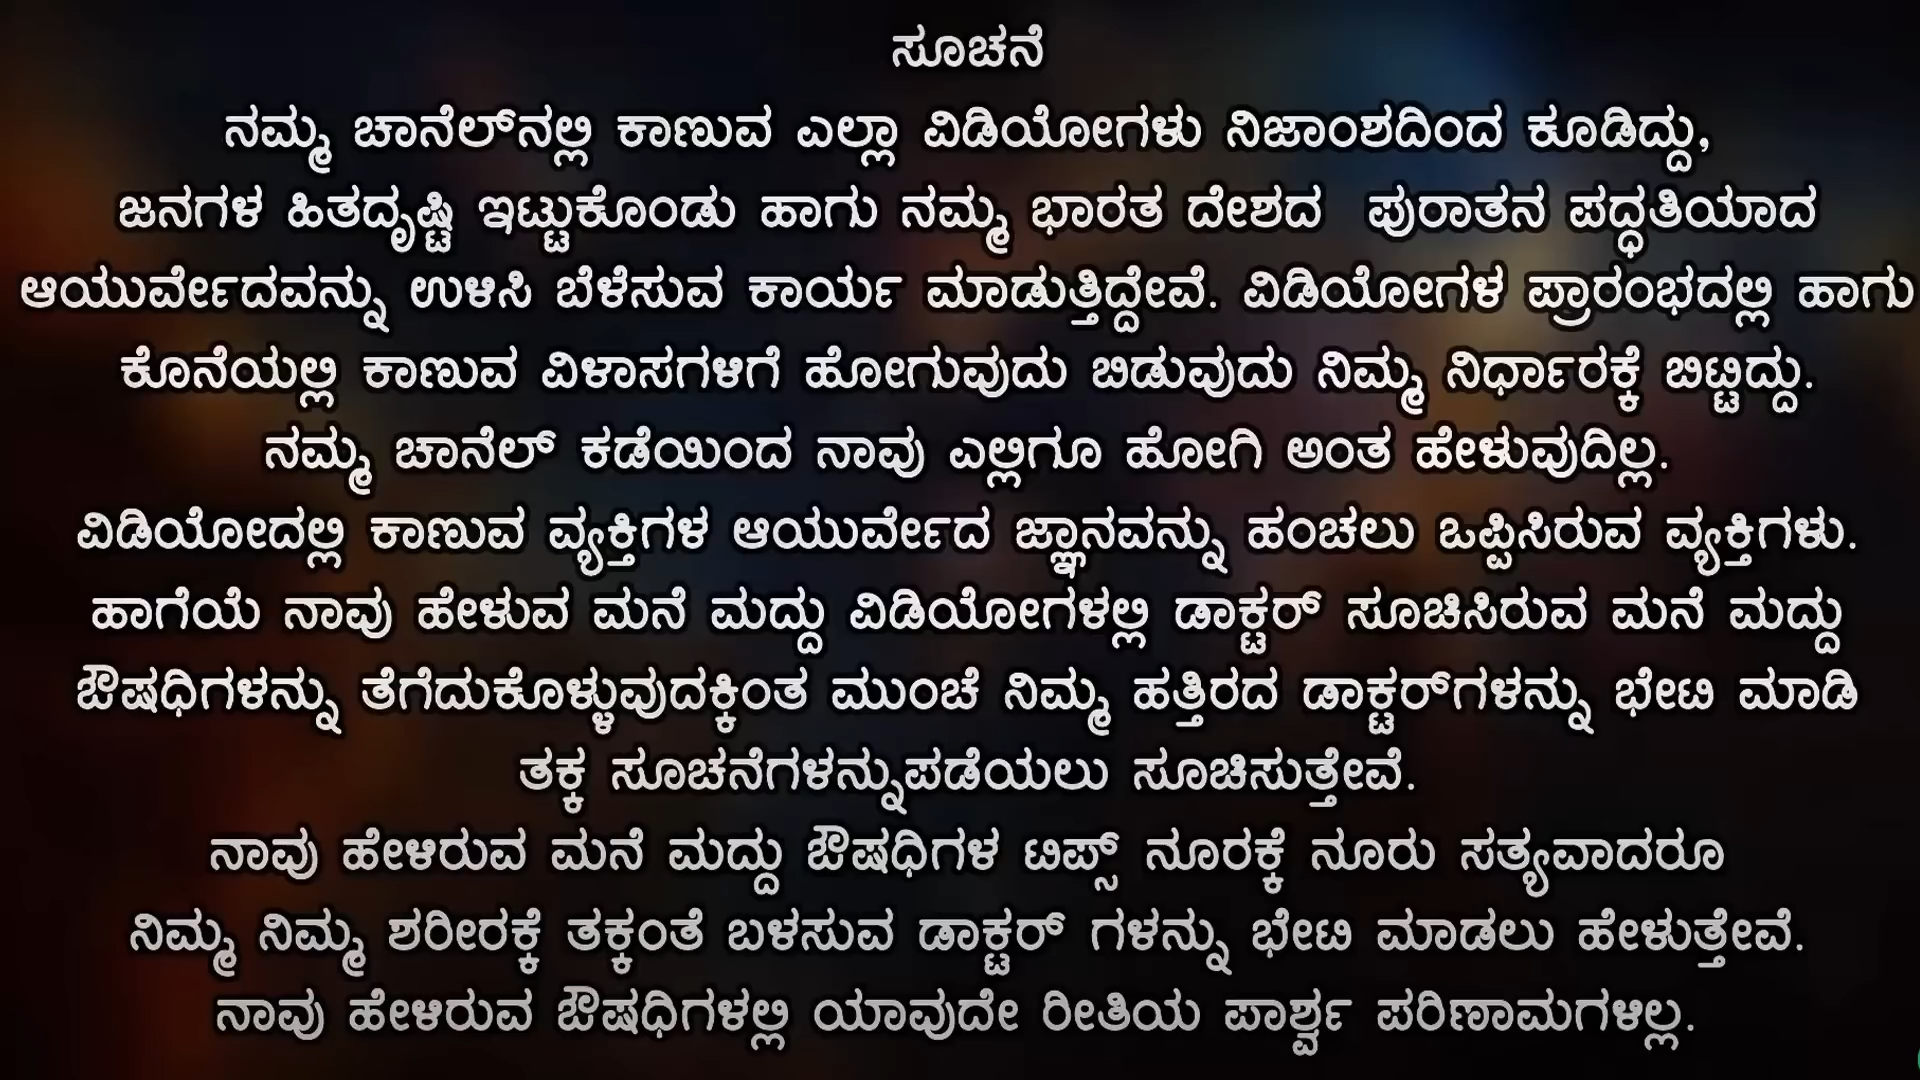 ಸೂಚನೆ
ನಮ್ಮ ಚಾನೆಲ್‌ನಲ್ಲಿ ಕಾಣುವ ಎಲ್ಲಾ ವಿಡಿಯೋಗಳು ನಿಜಾಂಶದಿಂದ ಕೂಡಿದ್ದು,
ಜನಗಳ ಹಿತದೃಷ್ಟಿ ಇಟ್ಟುಕೊಂಡು ಹಾಗು ನಮ್ಮ ಭಾರತ ದೇಶದ ಪುರಾತನ ಪದ್ಧತಿಯಾದ
ಆಯುರ್ವೇದವನ್ನು ಉಳಿಸಿ ಬೆಳೆಸುವ ಕಾರ್ಯ ಮಾಡುತ್ತಿದ್ದೇವೆ. ವಿಡಿಯೋಗಳ ಪ್ರಾರಂಭದಲ್ಲಿ ಹಾಗು
ಕೊನೆಯಲ್ಲಿ ಕಾಣುವ ವಿಳಾಸಗಳಿಗೆ ಹೋಗುವುದು ಬಿಡುವುದು ನಿಮ್ಮ ನಿರ್ಧಾರಕ್ಕೆ ಬಿಟ್ಟಿದ್ದು.
ನಮ್ಮ ಚಾನೆಲ್ ಕಡೆಯಿಂದ ನಾವು ಎಲ್ಲಿಗೂ ಹೋಗಿ ಅಂತ ಹೇಳುವುದಿಲ್ಲ.
ವಿಡಿಯೋದಲ್ಲಿ ಕಾಣುವ ವ್ಯಕ್ತಿಗಳ ಆಯುರ್ವೇದ ಜ್ಞಾನವನ್ನು ಹಂಚಲು ಒಪ್ಪಿಸಿರುವ ವ್ಯಕ್ತಿಗಳು.
ಹಾಗೆಯೆ ನಾವು ಹೇಳುವ ಮನೆ ಮದ್ದು ವಿಡಿಯೋಗಳಲ್ಲಿ ಡಾಕ್ಟರ್ ಸೂಚಿಸಿರುವ ಮನೆ ಮದ್ದು
ಔಷಧಿಗಳನ್ನು ತೆಗೆದುಕೊಳ್ಳುವುದಕ್ಕಿಂತ ಮುಂಚೆ ನಿಮ್ಮ ಹತ್ತಿರದ ಡಾಕ್ಟರ್‌ಗಳನ್ನು ಭೇಟಿ ಮಾಡಿ
ತಕ್ಕ ಸೂಚನೆಗಳನ್ನುಪಡೆಯಲು ಸೂಚಿಸುತ್ತೇವೆ.
ನಾವು ಹೇಳಿರುವ ಮನೆ ಮದ್ದು ಔಷಧಿಗಳ ಟಿಪ್ಸ್ ನೂರಕ್ಕೆ ನೂರು ಸತ್ಯವಾದರೂ
ನಿಮ್ಮ ನಿಮ್ಮ ಶರೀರಕ್ಕೆ ತಕ್ಕಂತೆ ಬಳಸುವ ಡಾಕ್ಟರ್ ಗಳನ್ನು ಭೇಟಿ ಮಾಡಲು ಹೇಳುತ್ತೇವೆ.
ನಾವು ಹೇಳಿರುವ ಔಷಧಿಗಳಲ್ಲಿ ಯಾವುದೇ ರೀತಿಯ ಪಾರ್ಶ್ವ ಪರಿಣಾಮಗಳಿಲ್ಲ.